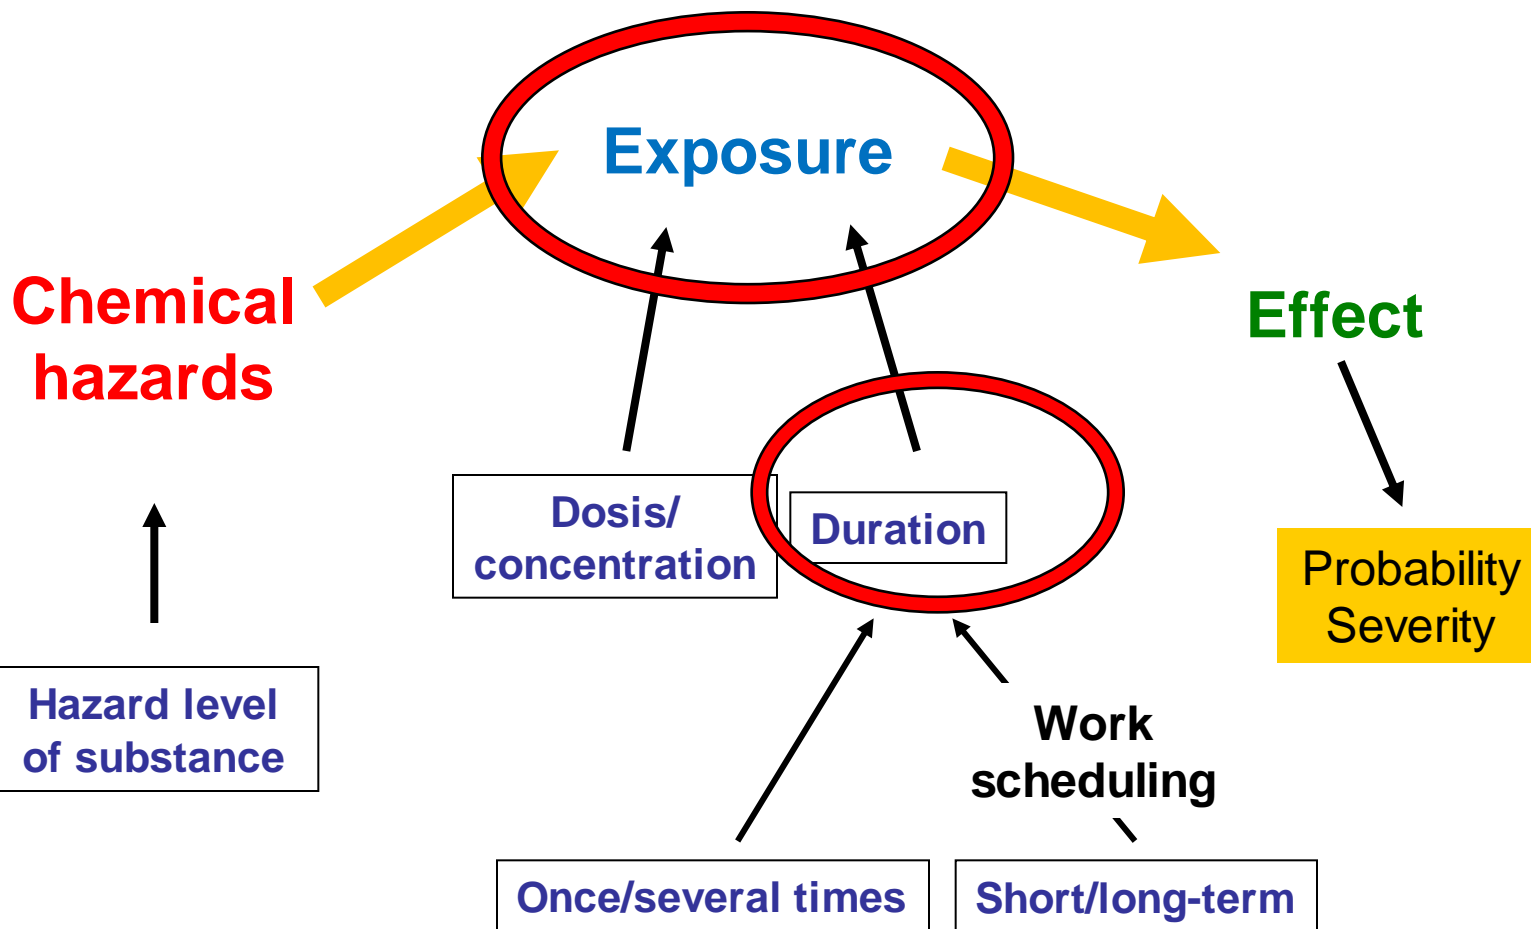 Exposure
Chemical
hazards
Effect
Dosis/
concentration
Duration
Probability
Severity
Hazard level
of substance
Work
scheduling
Once/several times
Short/long-term